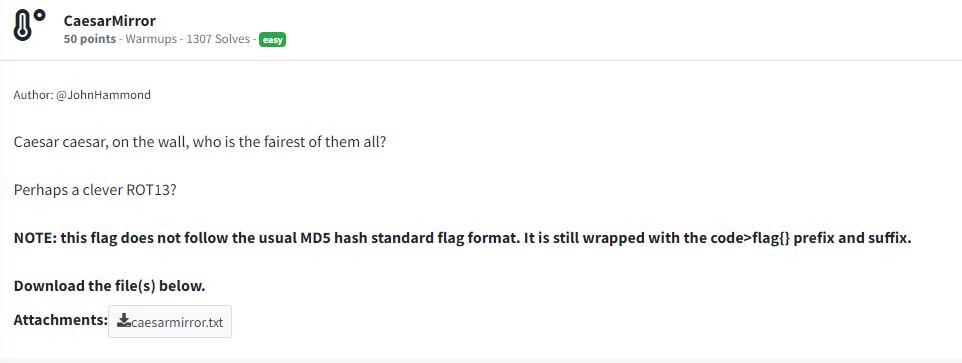 CaesarMirror
50 points - Warmups - 1307 Solves - easy
Author: @JohnHammond
Caesar caesar, on the wall, who is the fairest of them all?
Perhaps a clever ROT13?
NOTE: this flag does not follow the usual MD5 hash standard flag format. It is still wrapped with the code>flag{} prefix and suffix.
Download the file(s) below.
Attachments: caesarmirror.txt